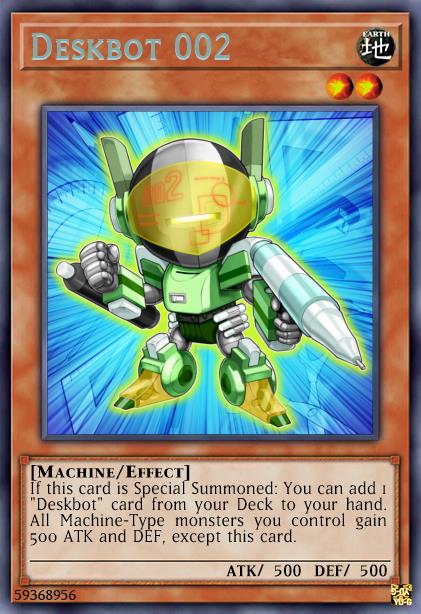 Deskbot 002
EARTH
地
002
[Machine/Effect]
If this card is Special Summoned: You can add 1
"Deskbot" card from your Deck to your hand.
All Machine-Type monsters you control gain
500 ATK and DEF, except this card.
ATK/ 500 DEF/ 500
59368956